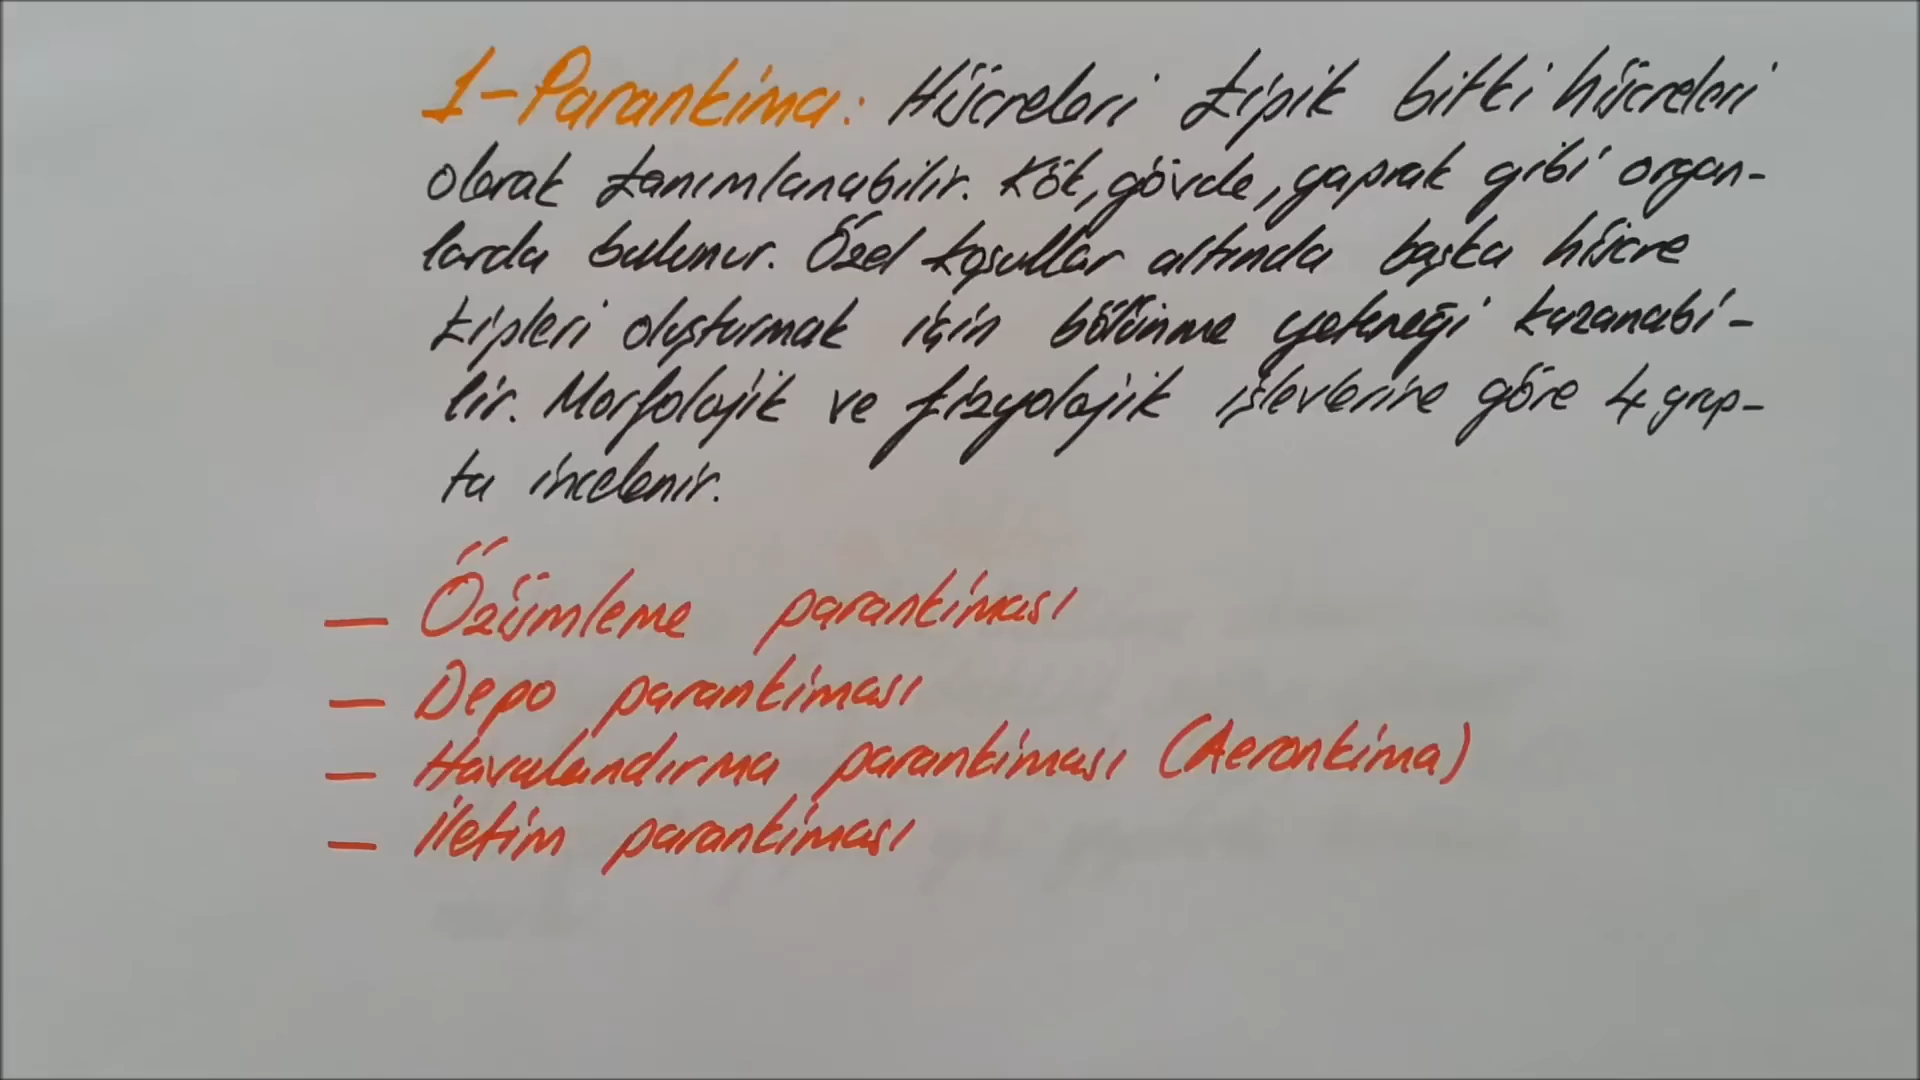 1-Parankima: Hücreleri tipik bitki hücreleri
olarak tanımlanabilir. Kök, gövde, yaprak gibi organ-
larda bulunur. Özel koşullar altında başka hücre
tipleri oluşturmak için bölünme yeteneği kazanabi-
lir. Morfolojik ve fizyolojik işlevlerine göre 4 grup-
ta incelenir.
— Özümleme parankiması
— Depo parankiması
— Havalandırma parankiması (Aerankima)
— İletim parankiması